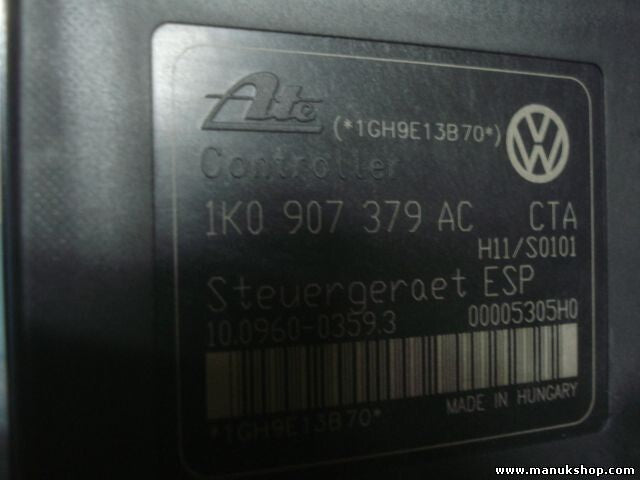 Ate (*1GH9E13B70*) VW
Controller
1K0 907 379 AC CTA
H11/S0101
Steuergeraet ESP
10.0960-0359.3 00005305H0
*1GH9E13B70* MADE IN HUNGARY
www.manukshop.com